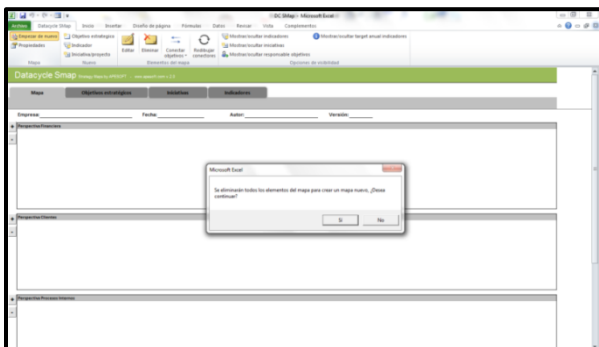 DC SMap - Microsoft Excel
Archivo Datacycle SMap Inicio Insertar Diseño de página Fórmulas Datos Revisar Vista Complementos
Empezar de nuevo
Propiedades
Mapa
Objetivo estratégico
Indicador
Iniciativa/proyecto
Nuevo
Editar
Eliminar
Conectar objetivos
Redibujar conectores
Elementos del mapa
Mostrar/ocultar indicadores
Mostrar/ocultar iniciativas
Mostrar/ocultar responsable objetivos
Mostrar/ocultar target anual indicadores
Opciones de visibilidad
Datacycle Smap
Mapa Objetivos estratégicos Iniciativas Indicadores
Empresa: Fecha: Autor: Versión:
Perspectiva Financiera
Microsoft Excel
Se eliminarán todos los elementos del mapa para crear un mapa nuevo, ¿Desea
continuar?
Sí No
Perspectiva Clientes
Perspectiva Procesos Internos